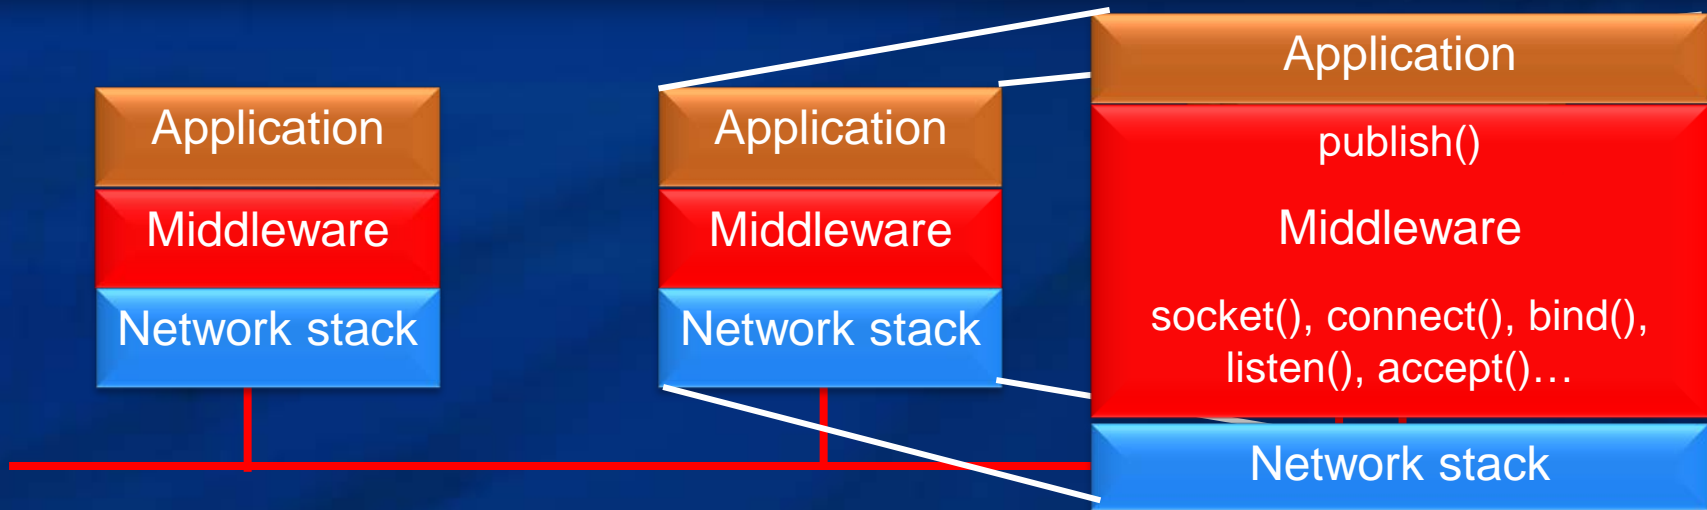 Application
Middleware
Network stack
Application
Middleware
Network stack
Application
publish()
Middleware
socket(), connect(), bind(),
listen(), accept()…
Network stack